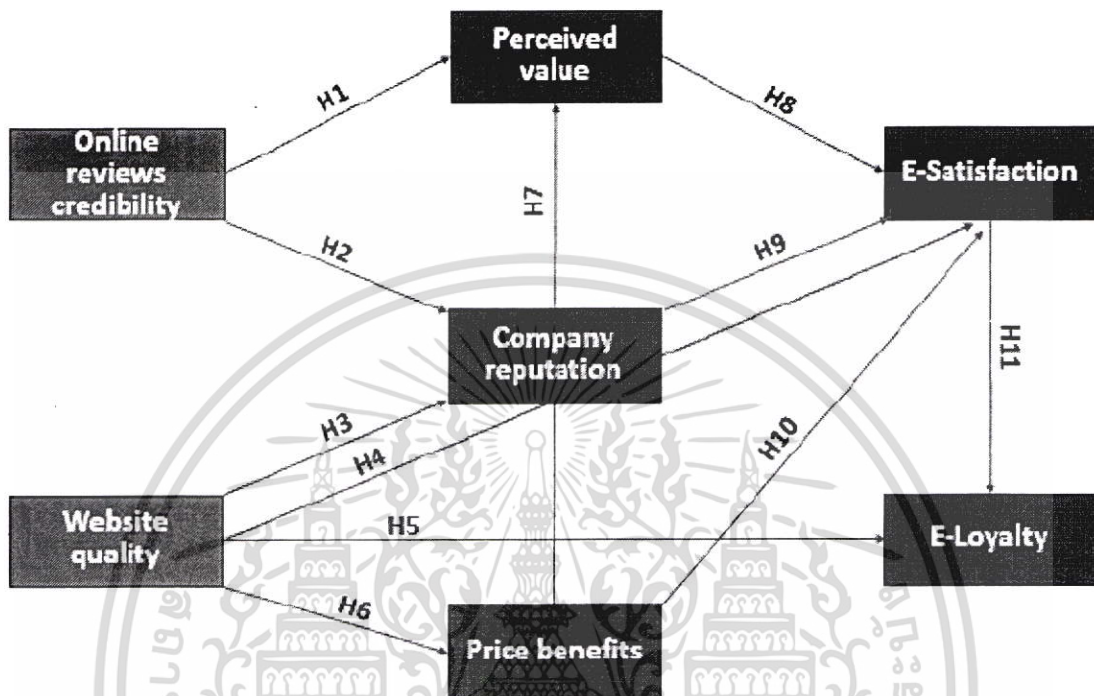 Perceived
value
H1
H8
Online
reviews
credibility
E-Satisfaction
H7
H2
H9
Company
reputation
H11
H3
H4
H10
Website
quality
H5
E-Loyalty
H6
Price benefits